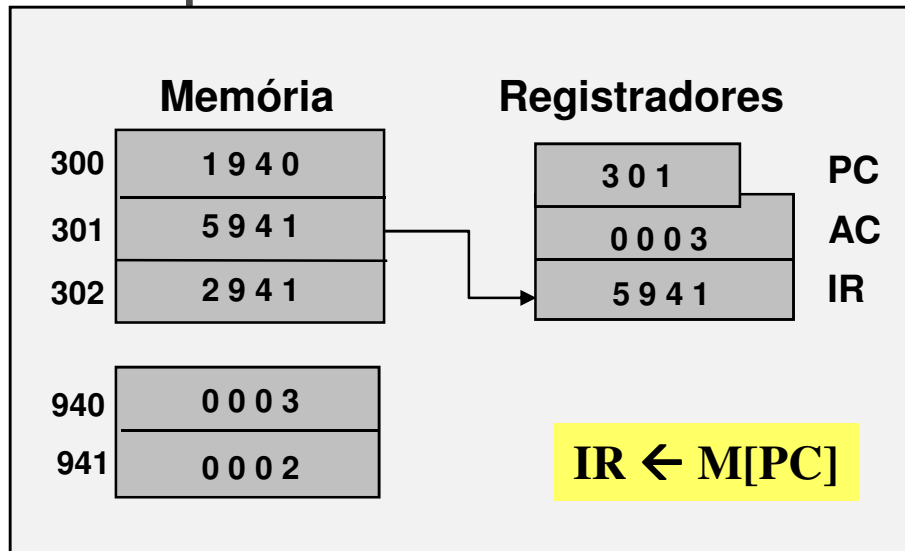 Memória
Registradores
300 1 9 4 0
301 5 9 4 1
302 2 9 4 1
3 0 1 PC
0 0 0 3 AC
5 9 4 1 IR
940 0 0 0 3
941 0 0 0 2
IR ← M[PC]